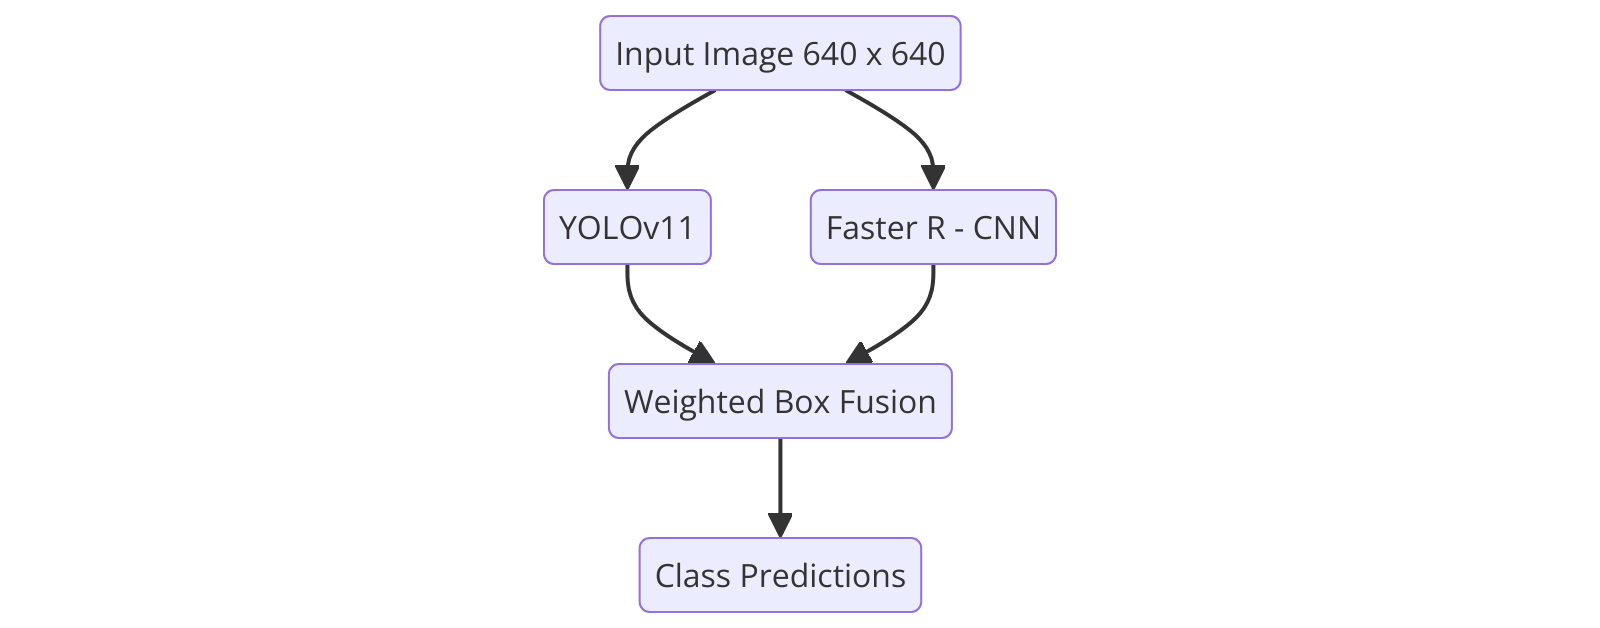 Input Image 640 x 640
YOLOv11
Faster R - CNN
Weighted Box Fusion
Class Predictions